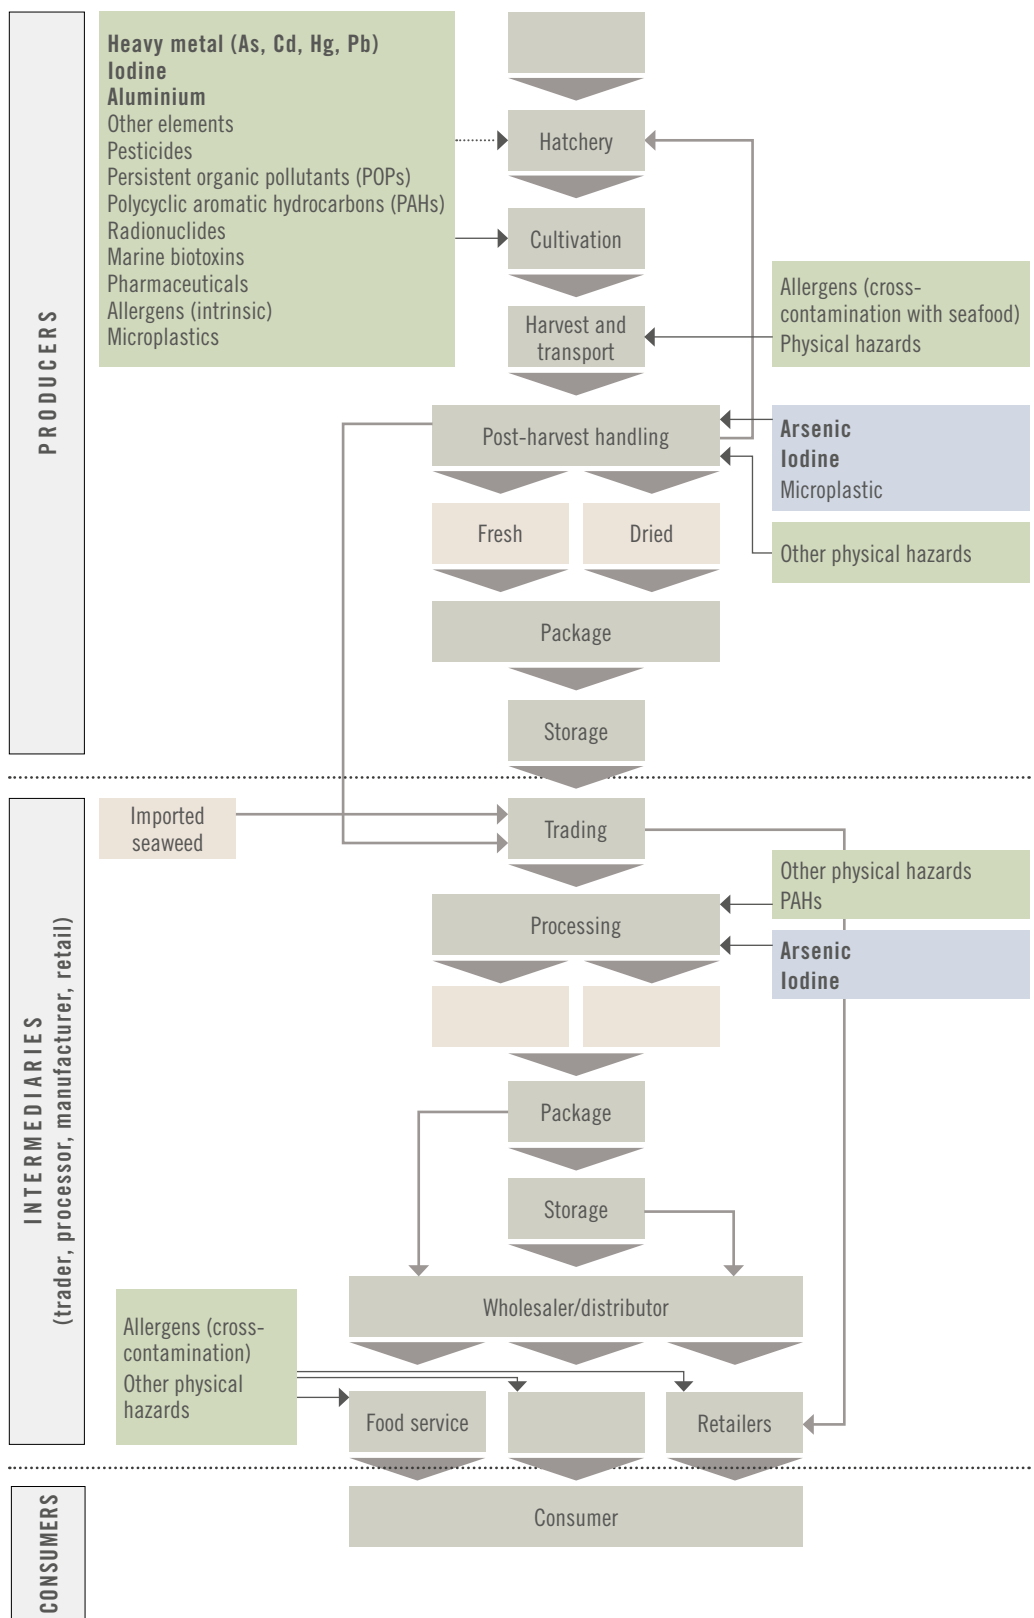 PRODUCERS
Heavy metal (As, Cd, Hg, Pb)
Iodine
Aluminium
Other elements
Pesticides
Persistent organic pollutants (POPs)
Polycyclic aromatic hydrocarbons (PAHs)
Radionuclides
Marine biotoxins
Pharmaceuticals
Allergens (intrinsic)
Microplastics
Hatchery
Cultivation
Harvest and
transport
Allergens (cross-
contamination with seafood)
Physical hazards
Post-harvest handling
Arsenic
Iodine
Microplastic
Fresh
Dried
Other physical hazards
Package
Storage
INTERMEDIARIES
(trader, processor, manufacturer, retail)
Imported
seaweed
Trading
Other physical hazards
PAHs
Processing
Arsenic
Iodine
Package
Storage
Wholesaler/distributor
Allergens (cross-
contamination)
Other physical
hazards
Food service
Retailers
CONSUMERS
Consumer